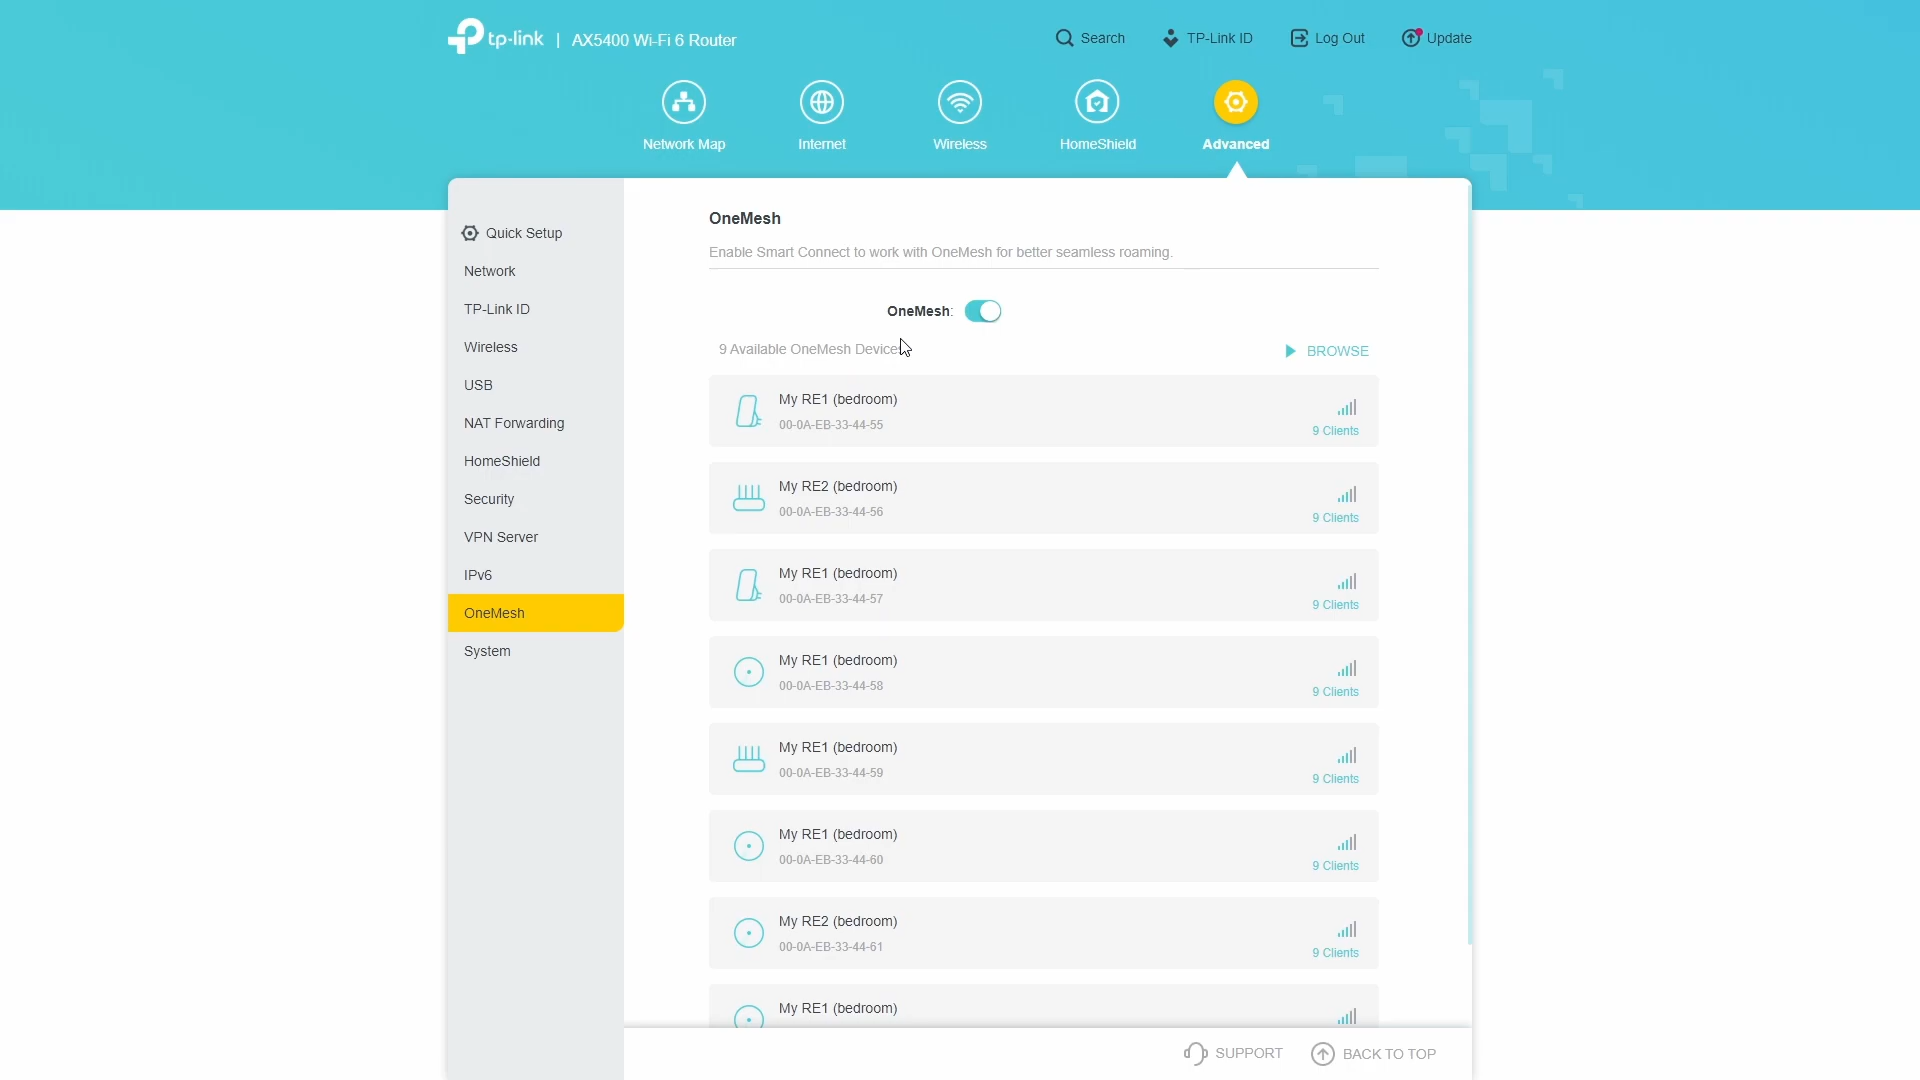 tp-link | AX5400 Wi-Fi 6 Router
Search
TP-Link ID
Log Out
Update
Network Map
Internet
Wireless
HomeShield
Advanced
Quick Setup
Network
TP-Link ID
Wireless
USB
NAT Forwarding
HomeShield
Security
VPN Server
IPv6
OneMesh
System
OneMesh
Enable Smart Connect to work with OneMesh for better seamless roaming.
OneMesh:
9 Available OneMesh Device
BROWSE
My RE1 (bedroom)
00-0A-EB-33-44-55
9 Clients
My RE2 (bedroom)
00-0A-EB-33-44-56
9 Clients
My RE1 (bedroom)
00-0A-EB-33-44-57
9 Clients
My RE1 (bedroom)
00-0A-EB-33-44-58
9 Clients
My RE1 (bedroom)
00-0A-EB-33-44-59
9 Clients
My RE1 (bedroom)
00-0A-EB-33-44-60
9 Clients
My RE2 (bedroom)
00-0A-EB-33-44-61
9 Clients
My RE1 (bedroom)
SUPPORT
BACK TO TOP